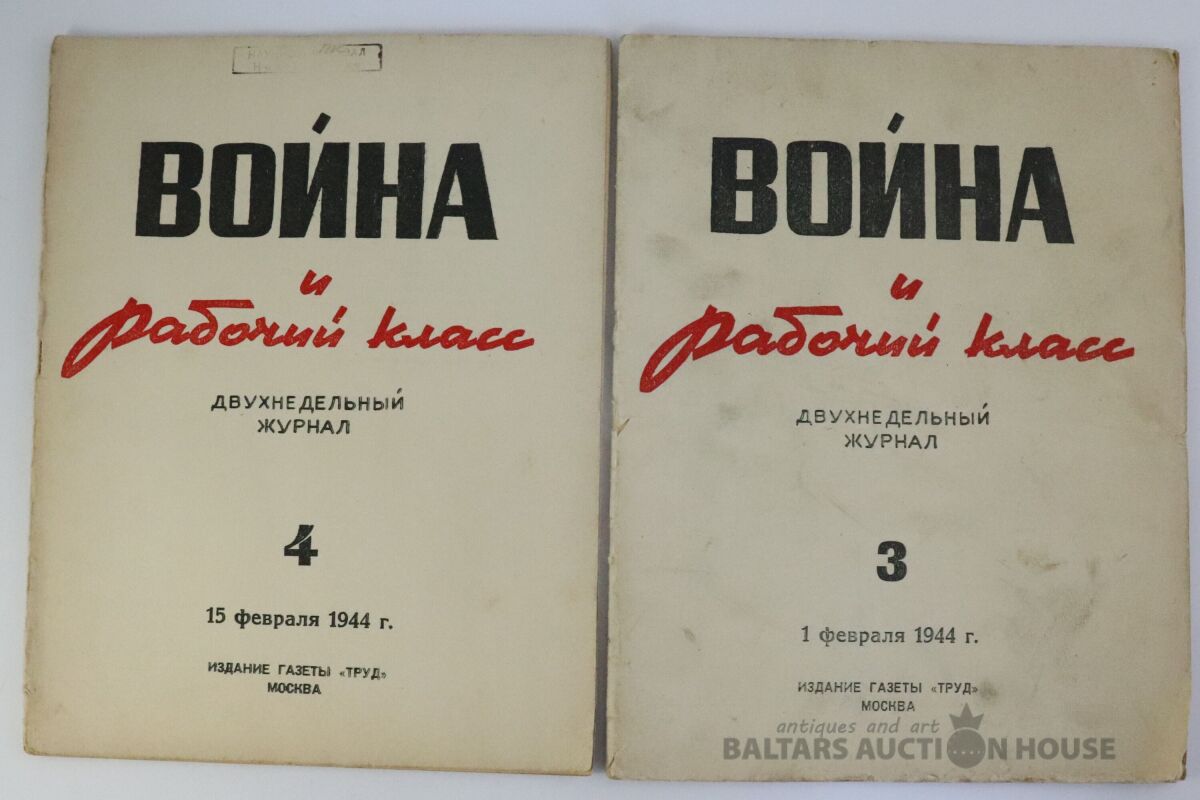 ВОЙНА
и
рабочий класс
ДВУХНЕДЕЛЬНЫЙ
ЖУРНАЛ
4
15 февраля 1944 г.
ИЗДАНИЕ ГАЗЕТЫ «ТРУД»
МОСКВА
ВОЙНА
и
рабочий класс
ДВУХНЕДЕЛЬНЫЙ
ЖУРНАЛ
3
1 февраля 1944 г.
ИЗДАНИЕ ГАЗЕТЫ «ТРУД»
МОСКВА
antiques and art
BALTARS AUCTION HOUSE